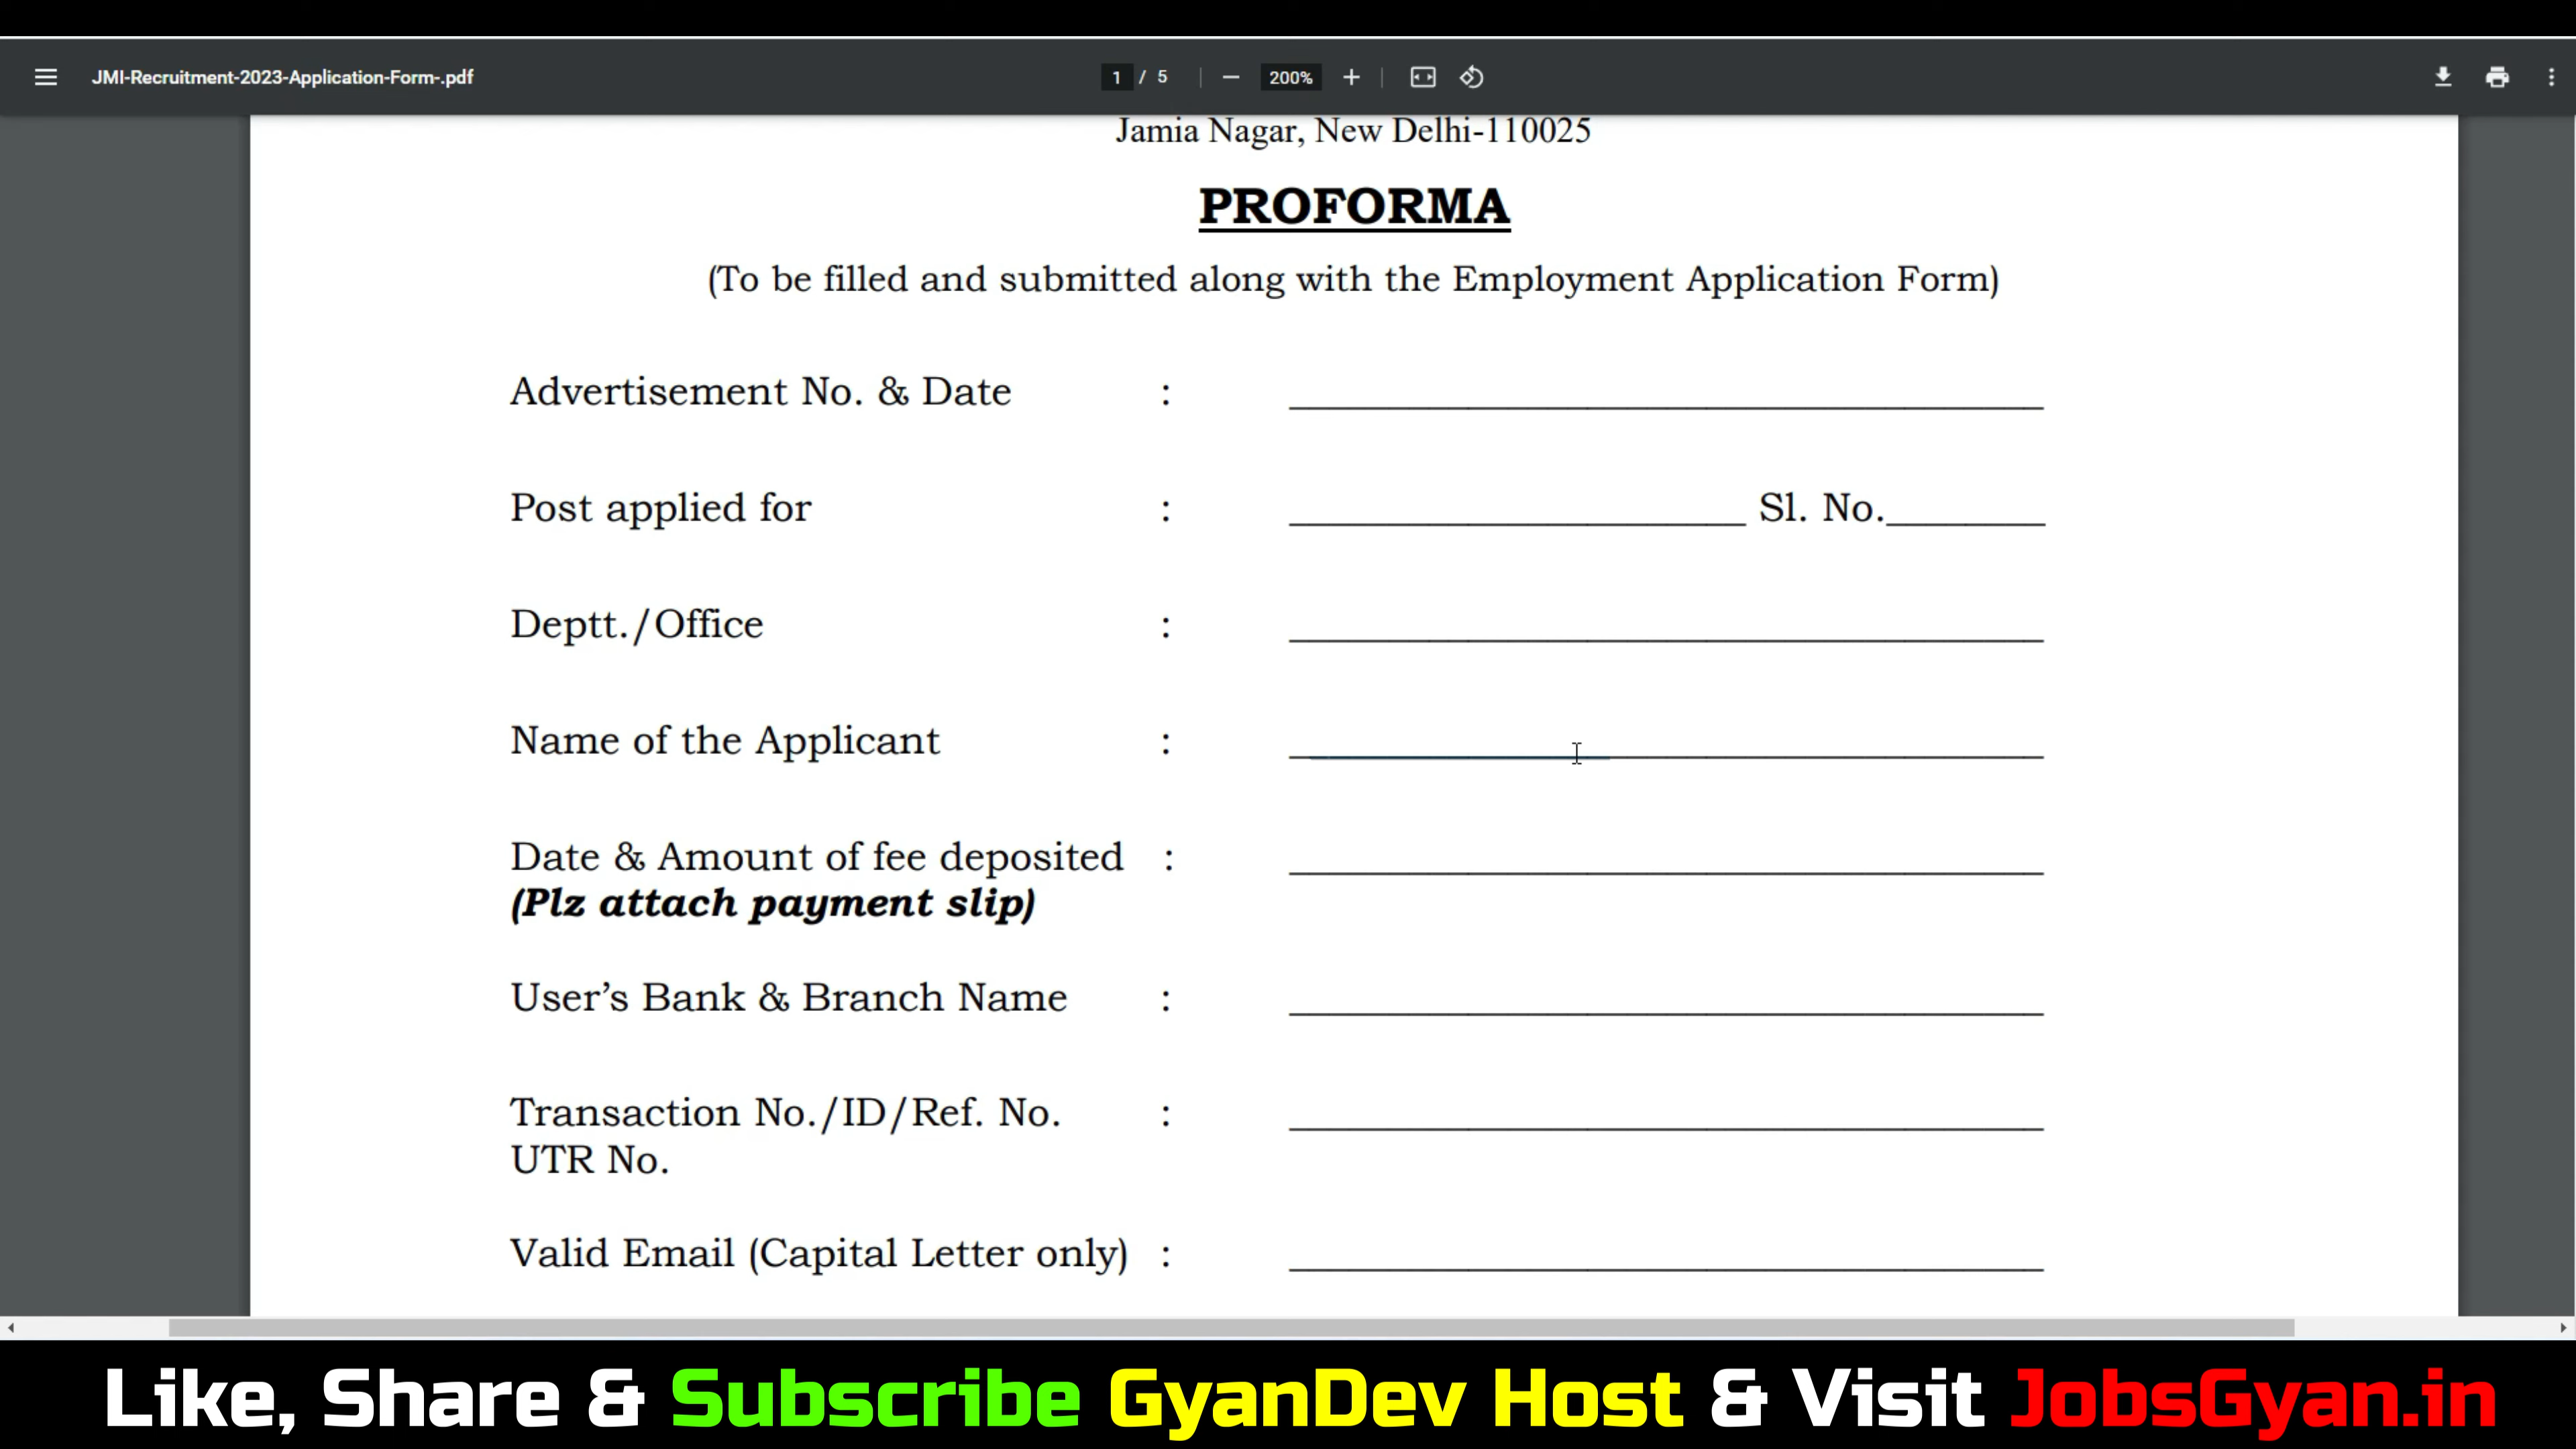 JMI-Recruitment-2023-Application-Form-.pdf
1 / 5
200%
Jamia Nagar, New Delhi-110025
PROFORMA
(To be filled and submitted along with the Employment Application Form)
Advertisement No. & Date :
Post applied for : Sl. No.
Deptt./Office :
Name of the Applicant :
Date & Amount of fee deposited :
(Plz attach payment slip)
User’s Bank & Branch Name :
Transaction No./ID/Ref. No. :
UTR No.
Valid Email (Capital Letter only) :
Like, Share & Subscribe GyanDev Host & Visit JobsGyan.in